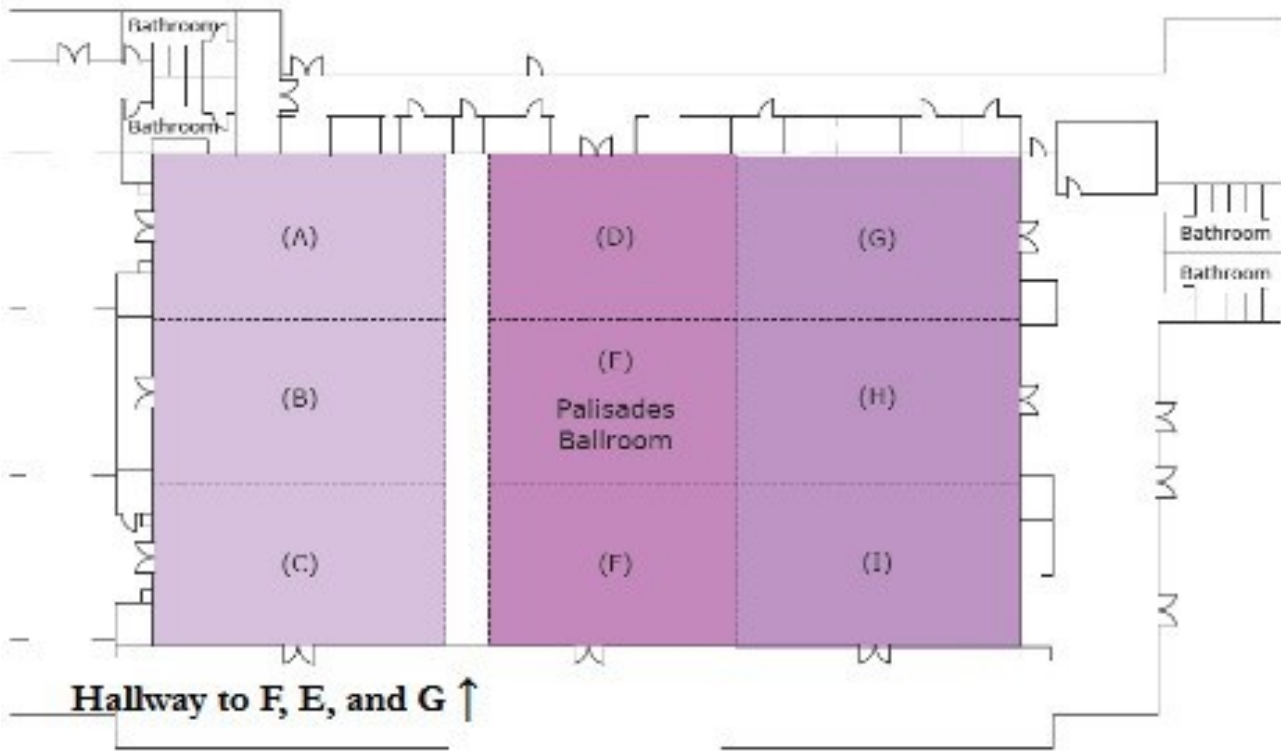 Bathroom
Bathroom
(A)
(D)
(G)
Bathroom
Bathroom
(B)
(F)
Palisades
Ballroom
(H)
(C)
(F)
(I)
Hallway to F, E, and G ↑